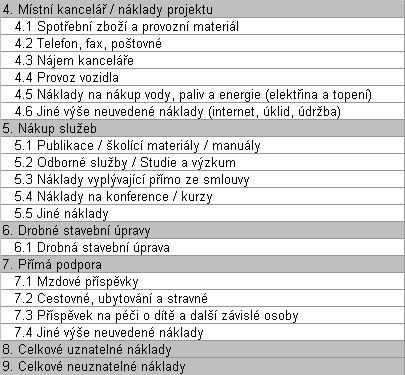 4. Místní kancelář / náklady projektu
4.1 Spotřební zboží a provozní materiál
4.2 Telefon, fax, poštovné
4.3 Nájem kanceláře
4.4 Provoz vozidla
4.5 Náklady na nákup vody, paliv a energie (elektřina a topení)
4.6 Jiné výše neuvedené náklady (internet, úklid, údržba)
5. Nákup služeb
5.1 Publikace / školící materiály / manuály
5.2 Odborné služby / Studie a výzkum
5.3 Náklady vyplývající přímo ze smlouvy
5.4 Náklady na konference / kurzy
5.5 Jiné náklady
6. Drobné stavební úpravy
6.1 Drobná stavební úprava
7. Přímá podpora
7.1 Mzdové příspěvky
7.2 Cestovné, ubytování a stravné
7.3 Příspěvek na péči o dítě a další závislé osoby
7.4 Jiné výše neuvedené náklady
8. Celkové uznatelné náklady
9. Celkové neuznatelné náklady